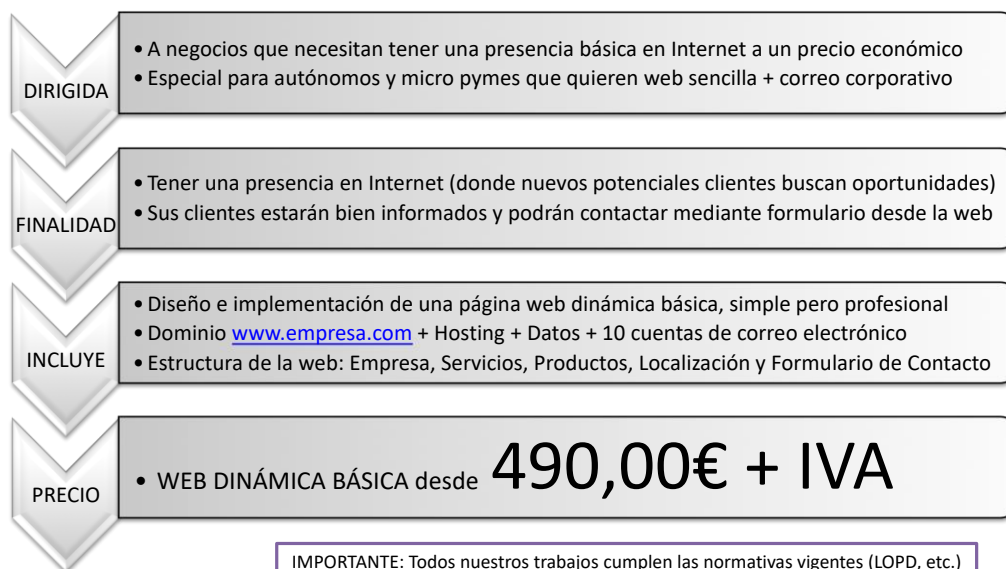 DIRIGIDA
• A negocios que necesitan tener una presencia básica en Internet a un precio económico
• Especial para autónomos y micro pymes que quieren web sencilla + correo corporativo
FINALIDAD
• Tener una presencia en Internet (donde nuevos potenciales clientes buscan oportunidades)
• Sus clientes estarán bien informados y podrán contactar mediante formulario desde la web
INCLUYE
• Diseño e implementación de una página web dinámica básica, simple pero profesional
• Dominio www.empresa.com + Hosting + Datos + 10 cuentas de correo electrónico
• Estructura de la web: Empresa, Servicios, Productos, Localización y Formulario de Contacto
PRECIO
• WEB DINÁMICA BÁSICA desde 490,00€ + IVA
IMPORTANTE: Todos nuestros trabajos cumplen las normativas vigentes (LOPD, etc.)